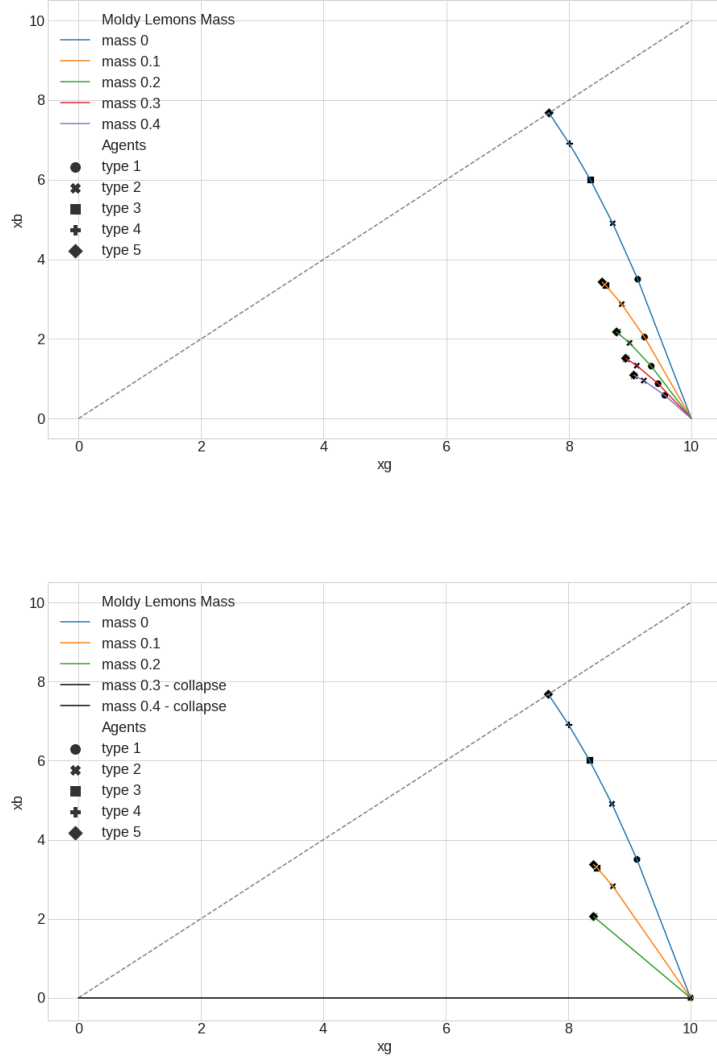 10
8
6
4
2
0
xb
Moldy Lemons Mass
mass 0
mass 0.1
mass 0.2
mass 0.3
mass 0.4
Agents
type 1
type 2
type 3
type 4
type 5
0 2 4 6 8 10
xg
10
8
6
4
2
0
xb
Moldy Lemons Mass
mass 0
mass 0.1
mass 0.2
mass 0.3 - collapse
mass 0.4 - collapse
Agents
type 1
type 2
type 3
type 4
type 5
0 2 4 6 8 10
xg